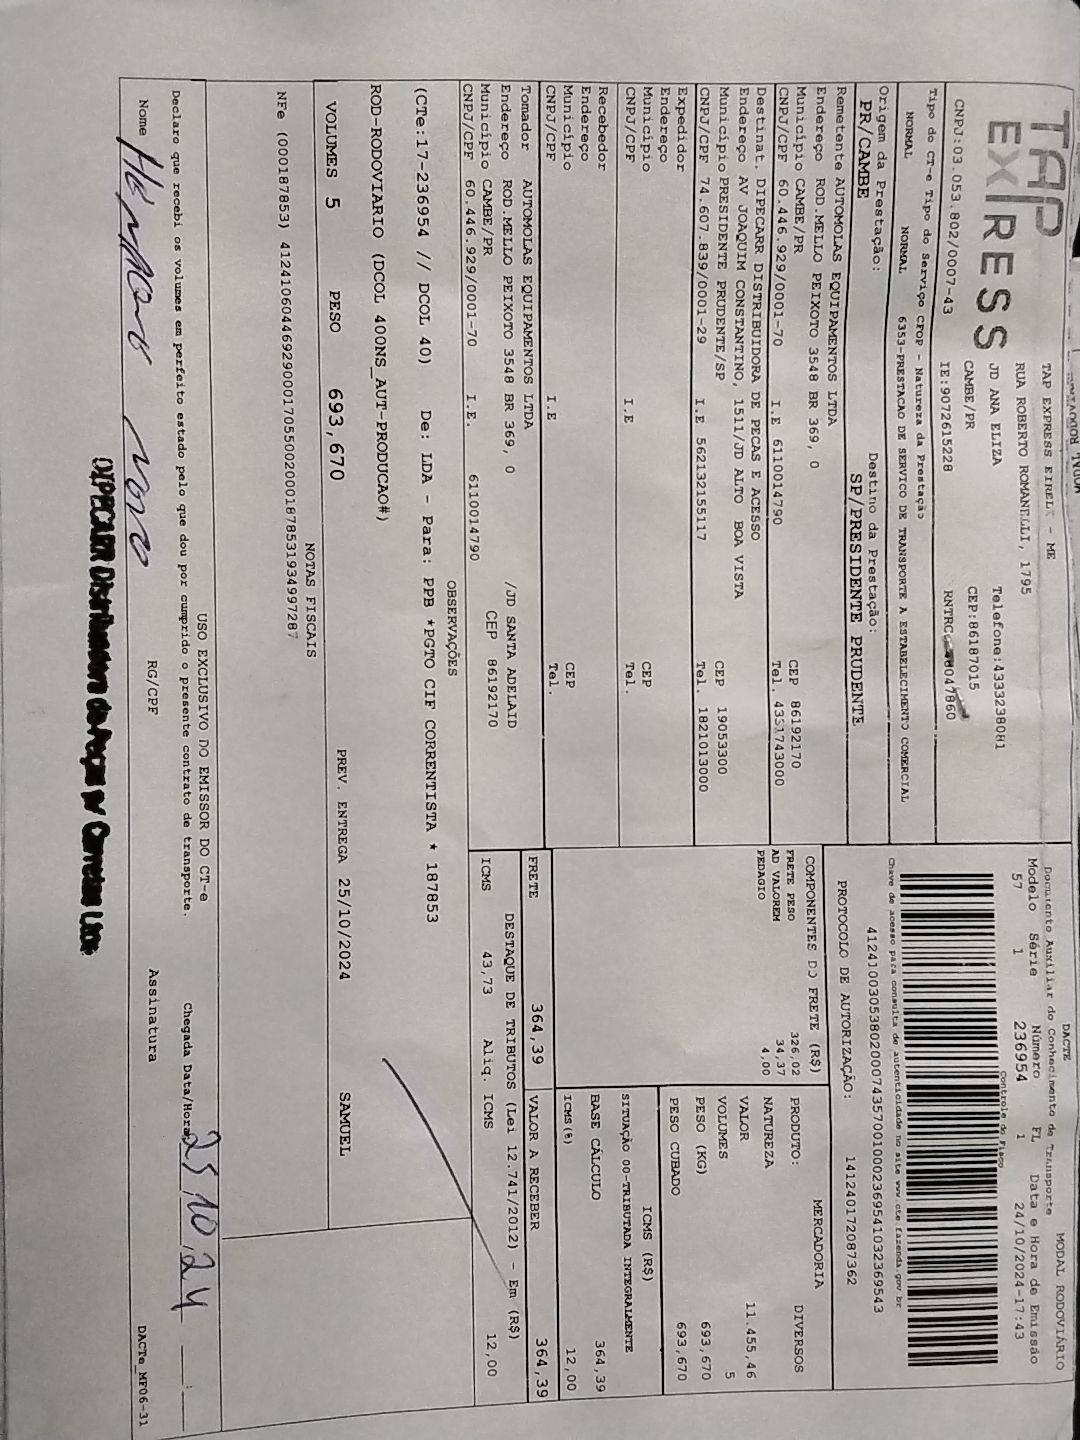 TAP EXPRESS
TAP EXPRESS EIRELI - ME
RUA ROBERTO ROMANELLI, 1795
JD ANA ELIZA Telefone:4333238081
CAMBE/PR CEP:86187015
CNPJ:03.053.802/0007-43 IE:9072615228 RNTRC:
Tipo do CT-e Tipo do Serviço CFOP - Natureza da Prestação
NORMAL NORMAL 6353-PRESTACAO DE SERVICO DE TRANSPORTE A ESTABELECIMENTO COMERCIAL
Origem da Prestação: Destino da Prestação:
PR/CAMBE SP/PRESIDENTE PRUDENTE
Remetente AUTOMOLAS EQUIPAMENTOS LTDA
Endereço ROD.MELLO PEIXOTO 3548 BR 369, 0
Município CAMBE/PR CEP 86192170
CNPJ/CPF 60.446.929/0001-70 I.E 6110014790 Tel. 4331743000
Destinat. DIPECARR DISTRIBUIDORA DE PECAS E ACESSO
Endereço AV JOAQUIM CONSTANTINO, 1511/JD ALTO BOA VISTA
Município PRESIDENTE PRUDENTE/SP CEP 19053300
CNPJ/CPF 74.607.839/0001-29 I.E 562132155117 Tel. 1821013000
Expedidor
Endereço
Município CEP
CNPJ/CPF I.E Tel.
Recebedor
Endereço
Município CEP
CNPJ/CPF I.E Tel.
Tomador AUTOMOLAS EQUIPAMENTOS LTDA
Endereço ROD.MELLO PEIXOTO 3548 BR 369, 0 /JD SANTA ADELAID
Município CAMBE/PR CEP 86192170
CNPJ/CPF 60.446.929/0001-70 I.E. 6110014790
DACTE MODAL RODOVIÁRIO
Documento Auxiliar do Conhecimento de Transporte
Modelo Série Número FL Data e Hora de Emissão
57 1 236954 1 24/10/2024-17:43
Controle do Fisco
Chave de acesso para consulta de autenticidade no site www.cte.fazenda.gov.br
41241003053802000743570010002369541032369543
PROTOCOLO DE AUTORIZAÇÃO: 141240172087362
COMPONENTES DO FRETE (R$)
FRETE PESO 326,02
AD VALOREM 34,37
PEDAGIO 4,00
MERCADORIA
PRODUTO: DIVERSOS
NATUREZA
VALOR 11.455,46
VOLUMES 5
PESO (KG) 693,670
PESO CUBADO 693,670
ICMS (R$)
SITUAÇÃO 00-TRIBUTADA INTEGRALMENTE
BASE CÁLCULO 364,39
ICMS(%) 12,00
FRETE 364,39 VALOR A RECEBER 364,39
DESTAQUE DE TRIBUTOS (Lei 12.741/2012) - Em (R$)
ICMS 43,73 Aliq. ICMS 12,00
OBSERVAÇÕES
(CTe:17-236954 // DCOL 40) De: LDA - Para: PPB *PGTO CIF CORRENTISTA * 187853
ROD-RODOVIARIO (DCOL 400NS_AUT-PRODUCAO#)
VOLUMES 5 PESO 693,670 PREV. ENTREGA 25/10/2024 SAMUEL
NOTAS FISCAIS
NFe (000187853) 41241060446929000170550020001878531934997287
USO EXCLUSIVO DO EMISSOR DO CT-e
Declaro que recebi os volumes em perfeito estado pelo que dou por cumprido o presente contrato de transporte. Chegada Data/Hora 25 10 24
Nome RG/CPF Assinatura DACTe_MF06-31
DIPECARR Distribuidora de Peças p/ Carretas Ltda